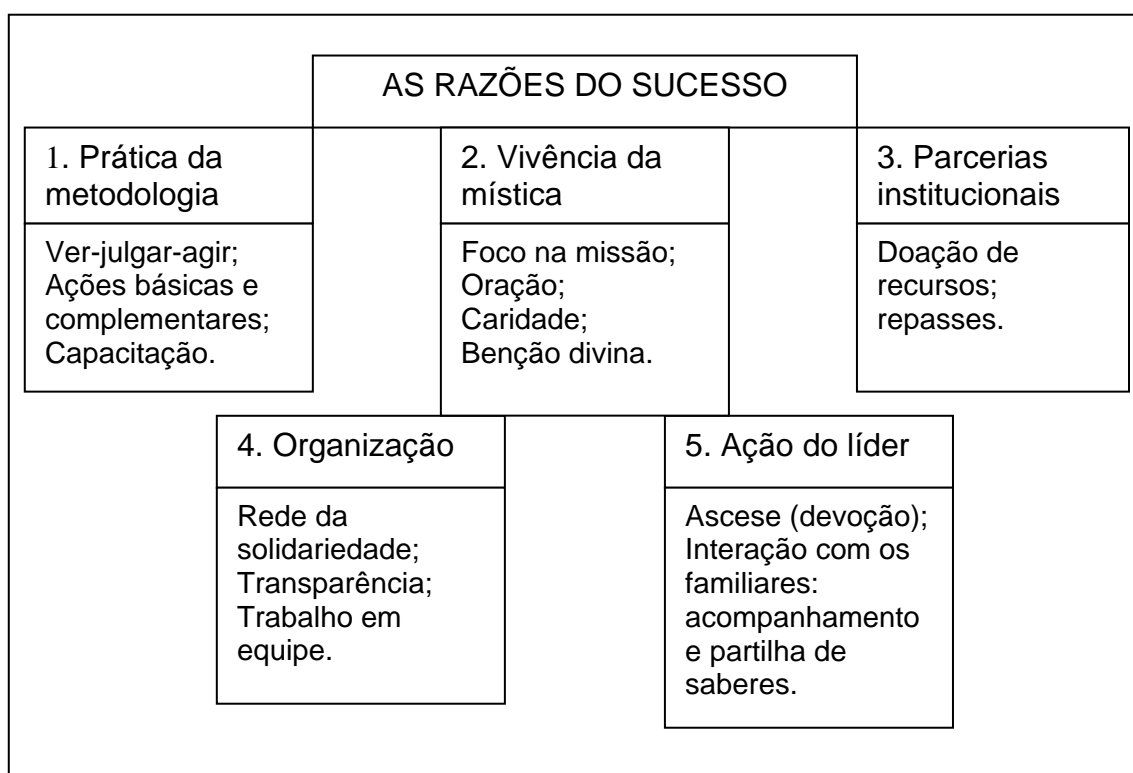 AS RAZÕES DO SUCESSO
1. Prática da
metodologia
Ver-julgar-agir;
Ações básicas e
complementares;
Capacitação.
2. Vivência da
mística
Foco na missão;
Oração;
Caridade;
Benção divina.
3. Parcerias
institucionais
Doação de
recursos;
repasses.
4. Organização
Rede da
solidariedade;
Transparência;
Trabalho em
equipe.
5. Ação do líder
Ascese (devoção);
Interação com os
familiares:
acompanhamento
e partilha de
saberes.